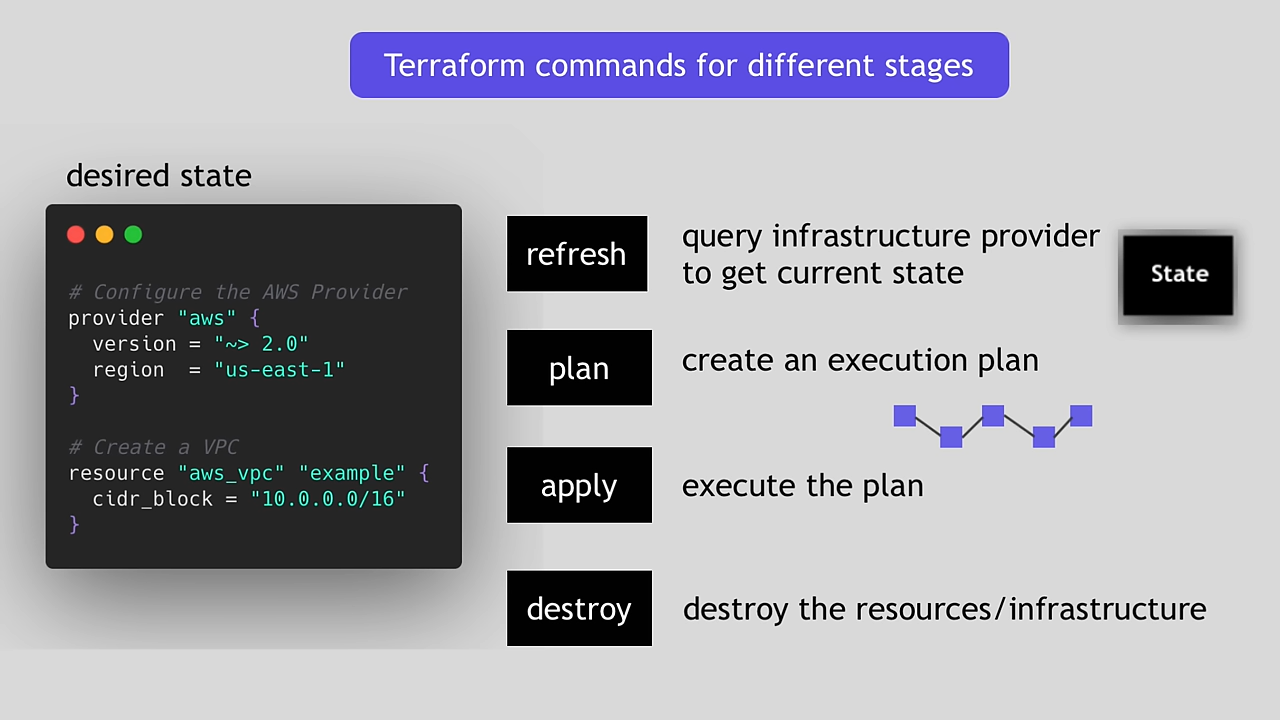 Terraform commands for different stages
desired state
# Configure the AWS Provider
provider "aws" {
  version = "~> 2.0"
  region  = "us-east-1"
}
# Create a VPC
resource "aws_vpc" "example" {
  cidr_block = "10.0.0.0/16"
}
refresh
query infrastructure provider
to get current state
State
plan
create an execution plan
apply
execute the plan
destroy
destroy the resources/infrastructure